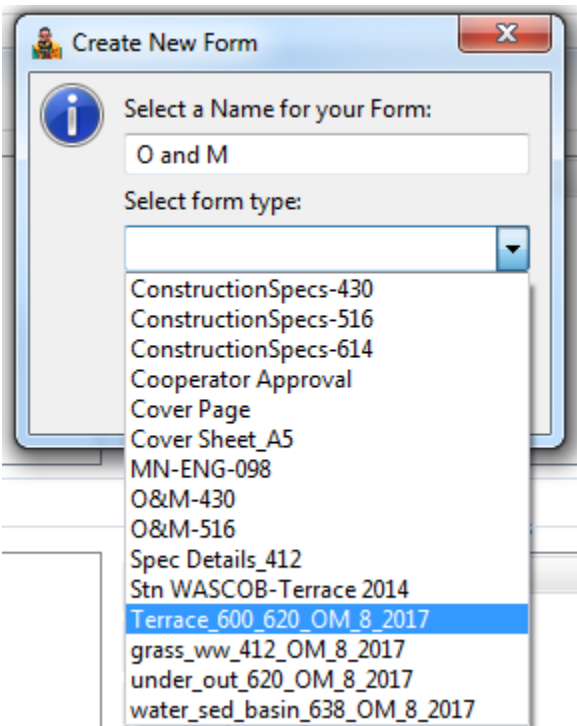 Create New Form
Select a Name for your Form:
O and M
Select form type:
ConstructionSpecs-430
ConstructionSpecs-516
ConstructionSpecs-614
Cooperator Approval
Cover Page
Cover Sheet_A5
MN-ENG-098
O&M-430
O&M-516
Spec Details_412
Stn WASCOB-Terrace 2014
Terrace_600_620_OM_8_2017
grass_ww_412_OM_8_2017
under_out_620_OM_8_2017
water_sed_basin_638_OM_8_2017